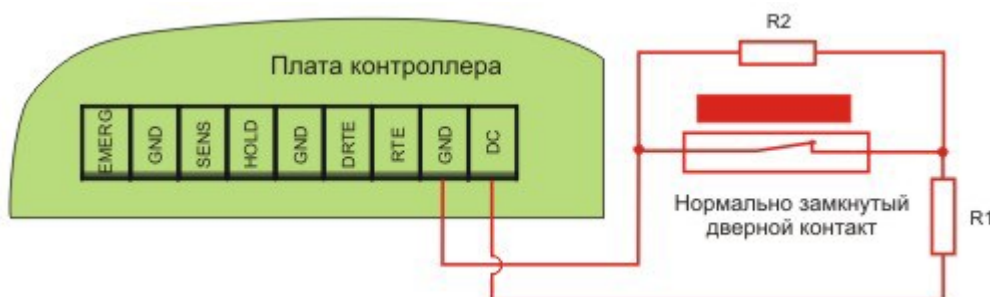 R2
Плата контроллера
EMERG
GND
SENS
HOLD
GND
DRTE
RTE
GND
DC
Нормально замкнутый
дверной контакт
R1